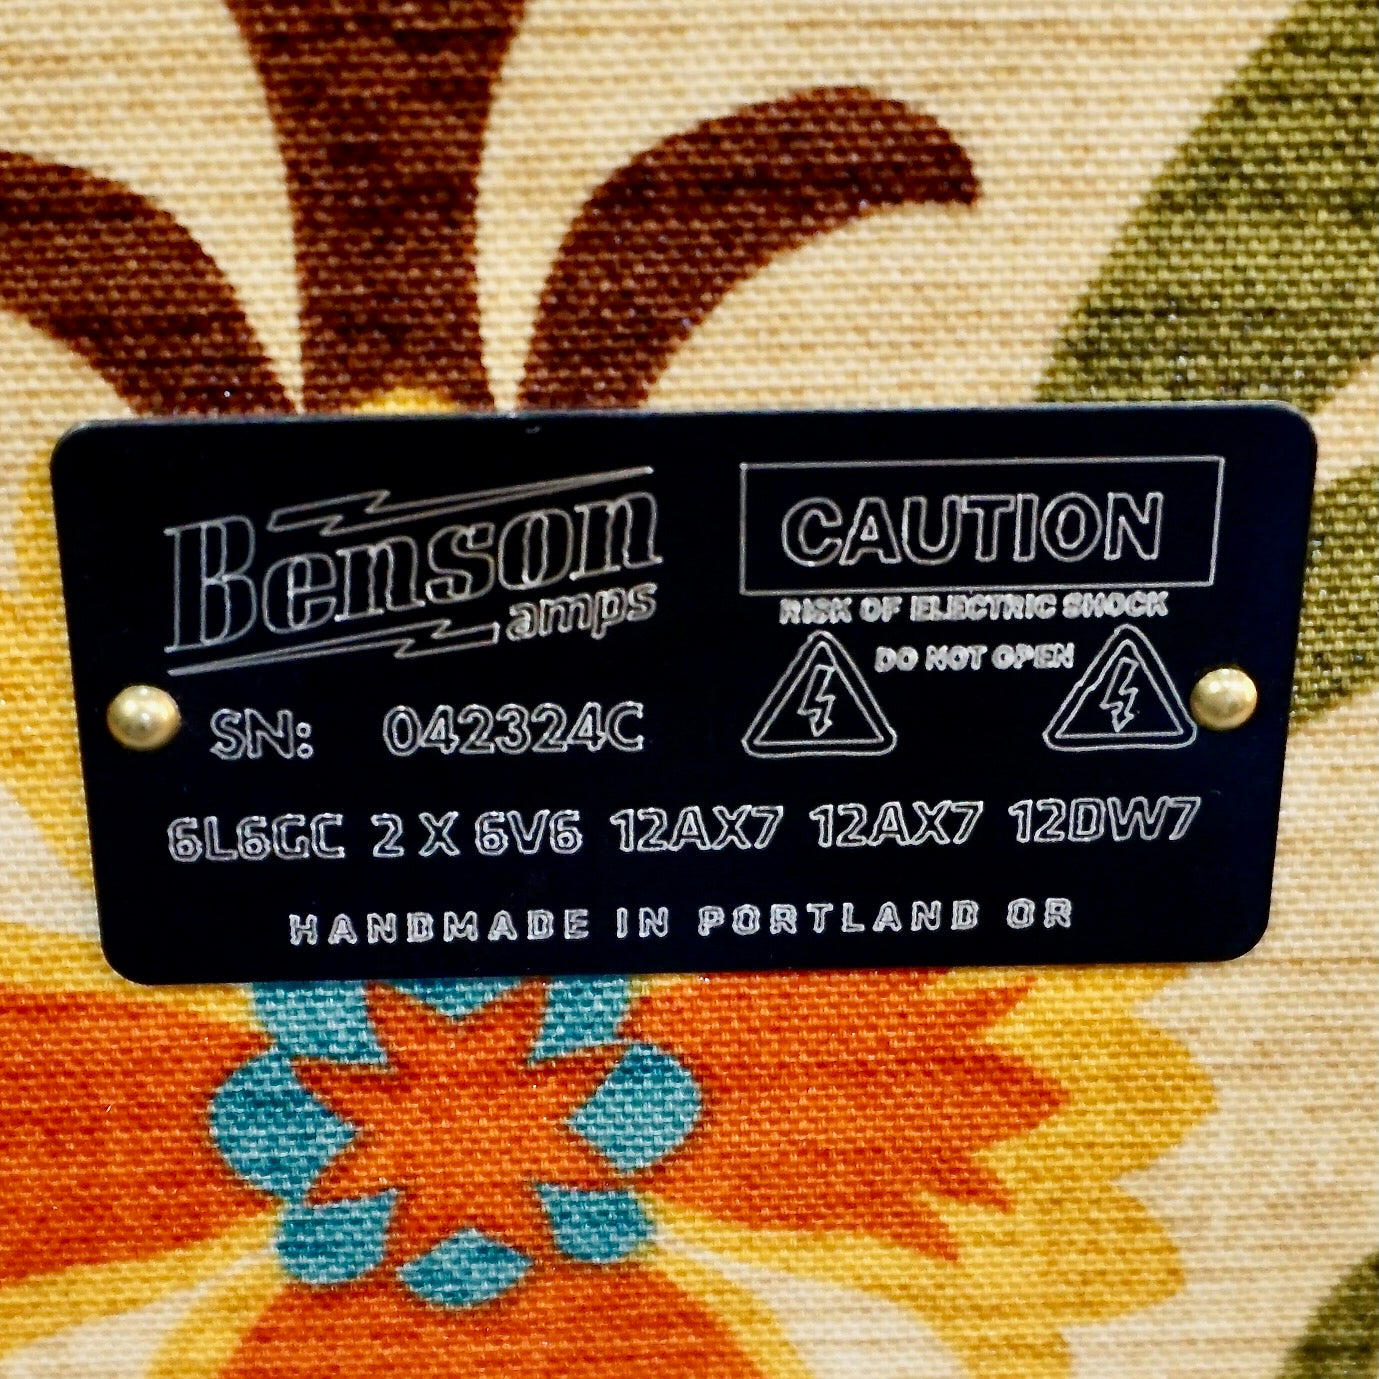 Benson
amps
CAUTION
RISK OF ELECTRIC SHOCK
DO NOT OPEN
SN: 042324C
6L6GC 2 X 6V6 12AX7 12AX7 12DW7
HANDMADE IN PORTLAND OR